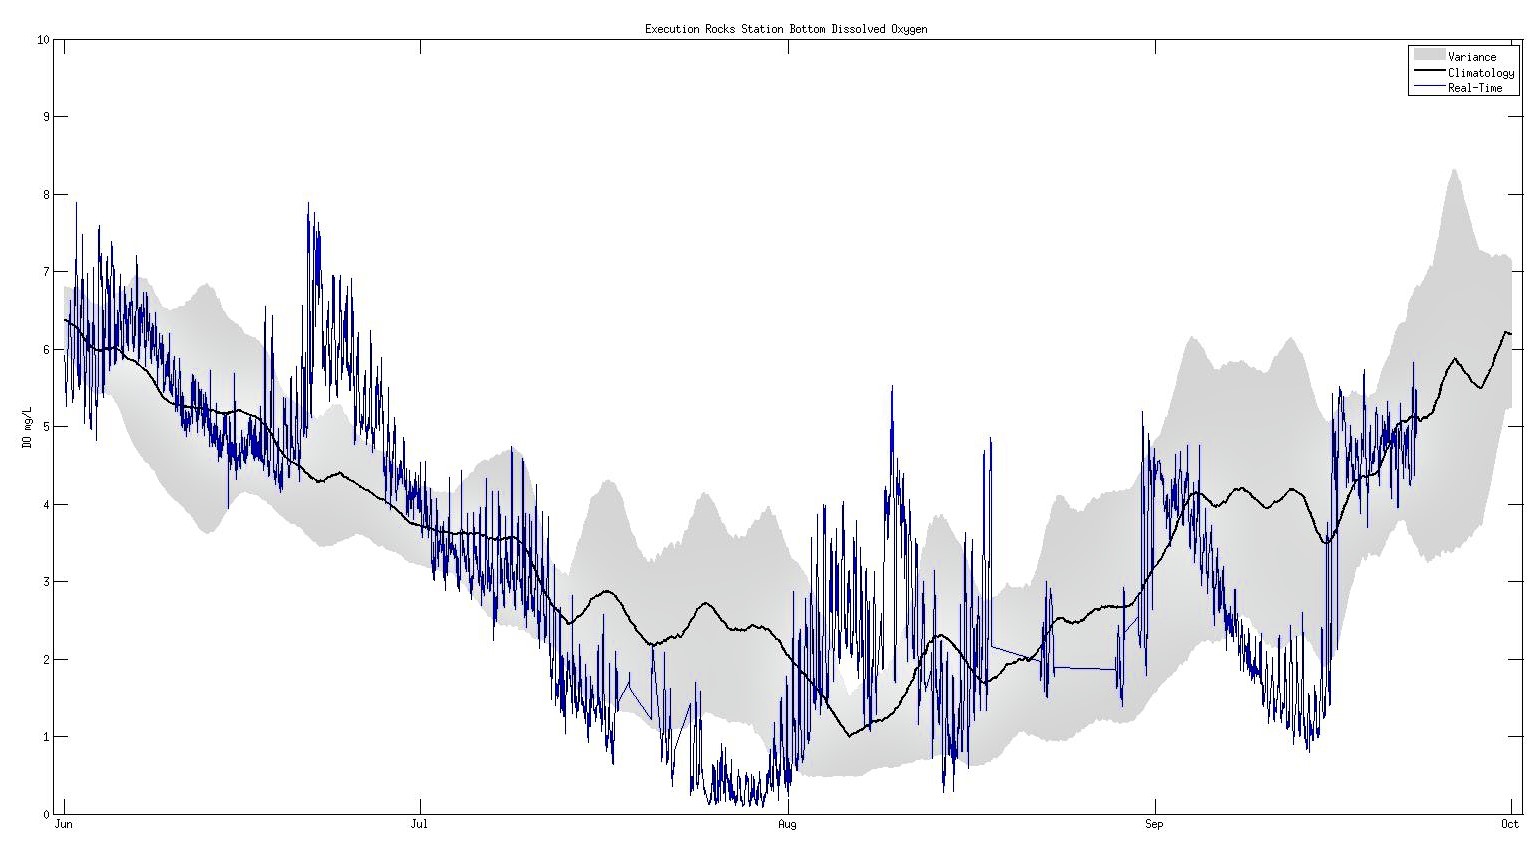 Execution Rocks Station Bottom Dissolved Oxygen
10
9
8
7
6
5
4
3
2
1
0
DO mg/L
Jun Jul Aug Sep Oct
Variance
Climatology
Real-Time